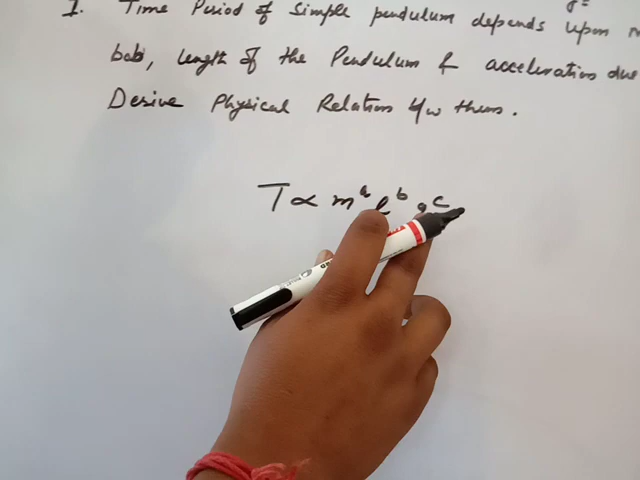 1. Time Period of Simple pendulum depends upon m
bob, length of the Pendulum & acceleration due
Derive Physical Relation b/w them.
T ∝ mᵃ ℓᵇ gᶜ